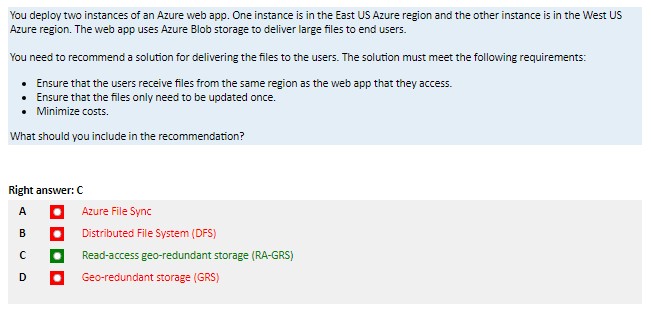 You deploy two instances of an Azure web app. One instance is in the East US Azure region and the other instance is in the West US
Azure region. The web app uses Azure Blob storage to deliver large files to end users.
You need to recommend a solution for delivering the files to the users. The solution must meet the following requirements:
• Ensure that the users receive files from the same region as the web app that they access.
• Ensure that the files only need to be updated once.
• Minimize costs.
What should you include in the recommendation?
Right answer: C
A Azure File Sync
B Distributed File System (DFS)
C Read-access geo-redundant storage (RA-GRS)
D Geo-redundant storage (GRS)